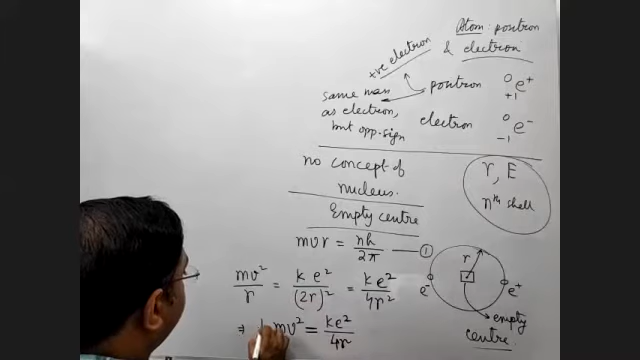 Atom: positron
& electron
+ve electron
same mass
as electron,
but opp. sign
positron ⁰₊₁e⁺
electron ⁰₋₁e⁻
no concept of
nucleus.
Empty centre
r, E
nth shell
mvr = nh/2π — ①
mv²/r = k e²/(2r)² = ke²/4r²
⇒ mv² = ke²/4r
r
e⁻
e⁺
empty
centre